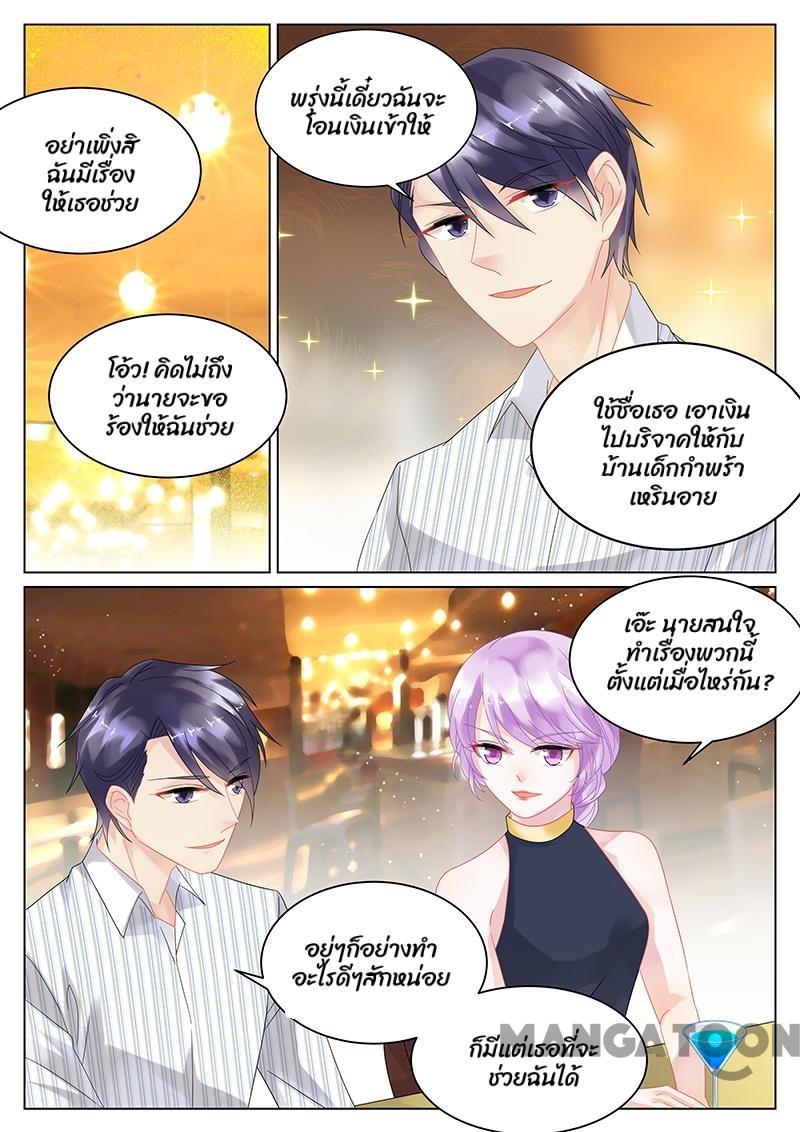 อย่าเพิ่งสิ
ฉันมีเรื่อง
ให้เธอช่วย
โอ้ว! คิดไม่ถึง
ว่านายจะขอ
ร้องให้ฉันช่วย
พรุ่งนี้เดี๋ยวฉันจะ
โอนเงินเข้าให้
ใช้ชื่อเธอ เอาเงิน
ไปบริจาคให้กับ
บ้านเด็กกำพร้า
เหรินอาย
เอ๊ะ นายสนใจ
ทำเรื่องพวกนี้
ตั้งแต่เมื่อไหร่กัน?
อยู่ๆก็อย่างทำ
อะไรดีๆสักหน่อย
ก็มีแต่เธอที่จะ
ช่วยฉันได้
MANGATOON